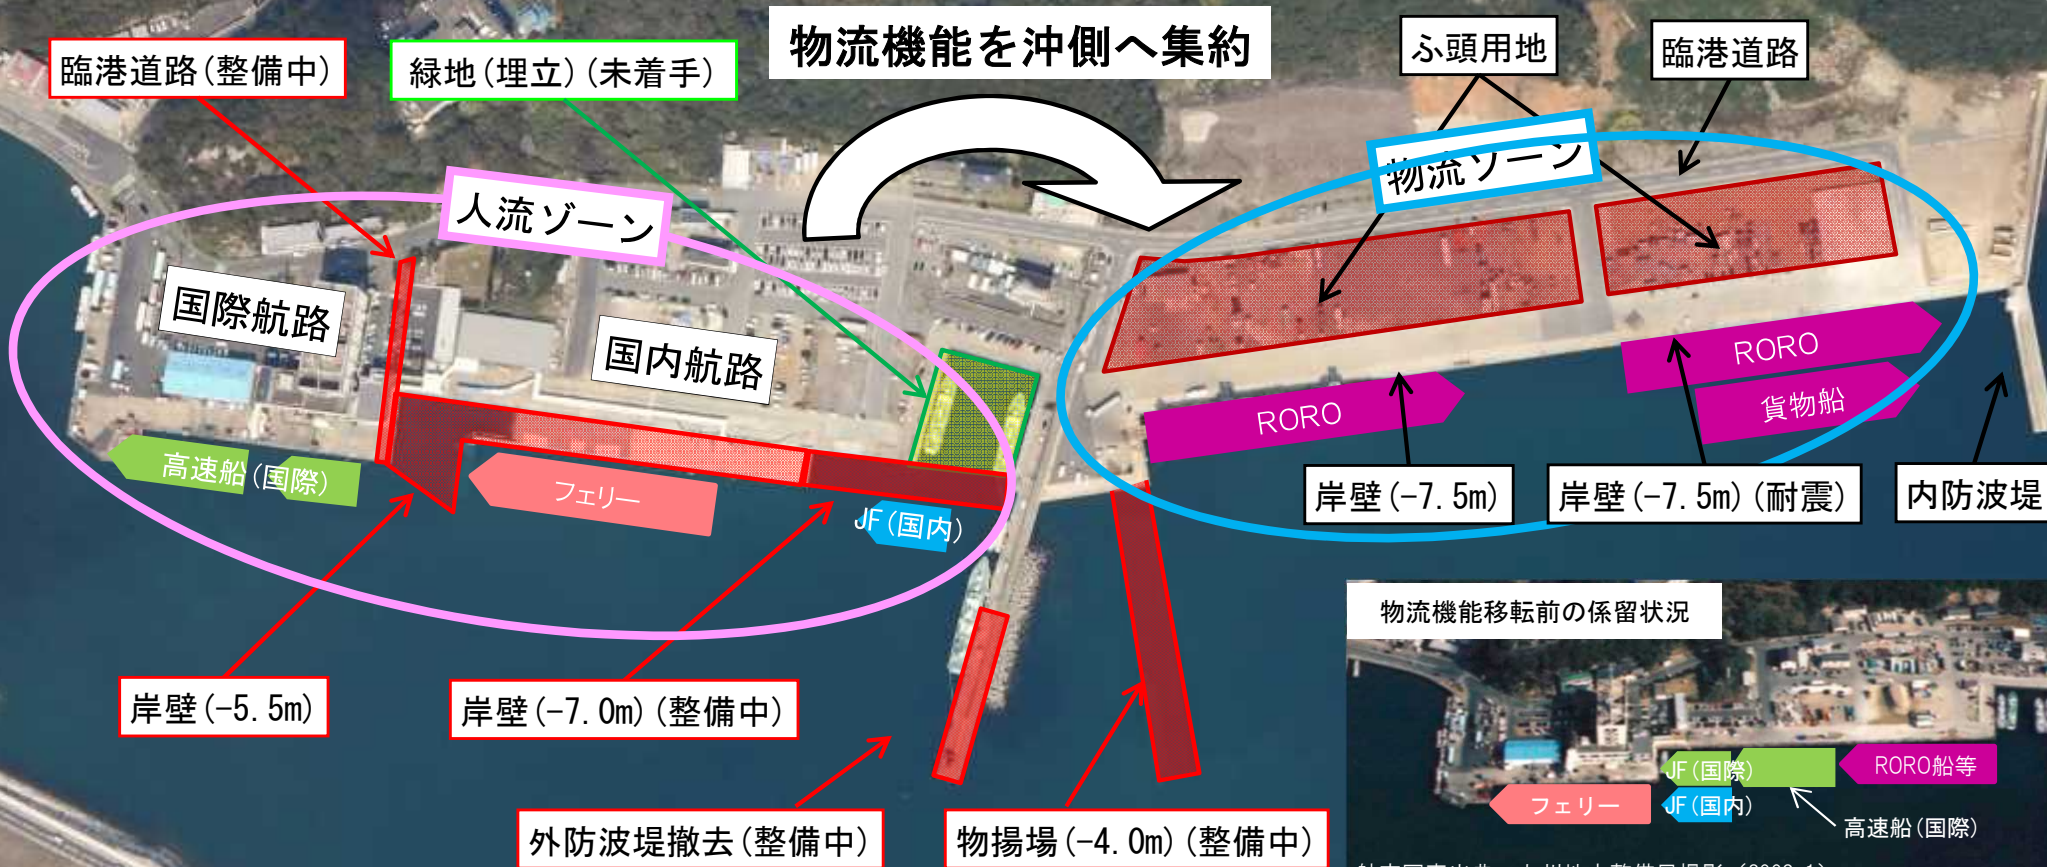 物流機能を沖側へ集約
臨港道路(整備中)
緑地(埋立)(未着手)
ふ頭用地
臨港道路
物流ゾーン
人流ゾーン
国際航路
国内航路
RORO
貨物船
RORO
高速船(国際)
フェリー
JF(国内)
岸壁(-7.5m)
岸壁(-7.5m)(耐震)
内防波堤
岸壁(-5.5m)
岸壁(-7.0m)(整備中)
外防波堤撤去(整備中)
物揚場(-4.0m)(整備中)
物流機能移転前の係留状況
JF(国際)
RORO船等
フェリー
JF(国内)
高速船(国際)